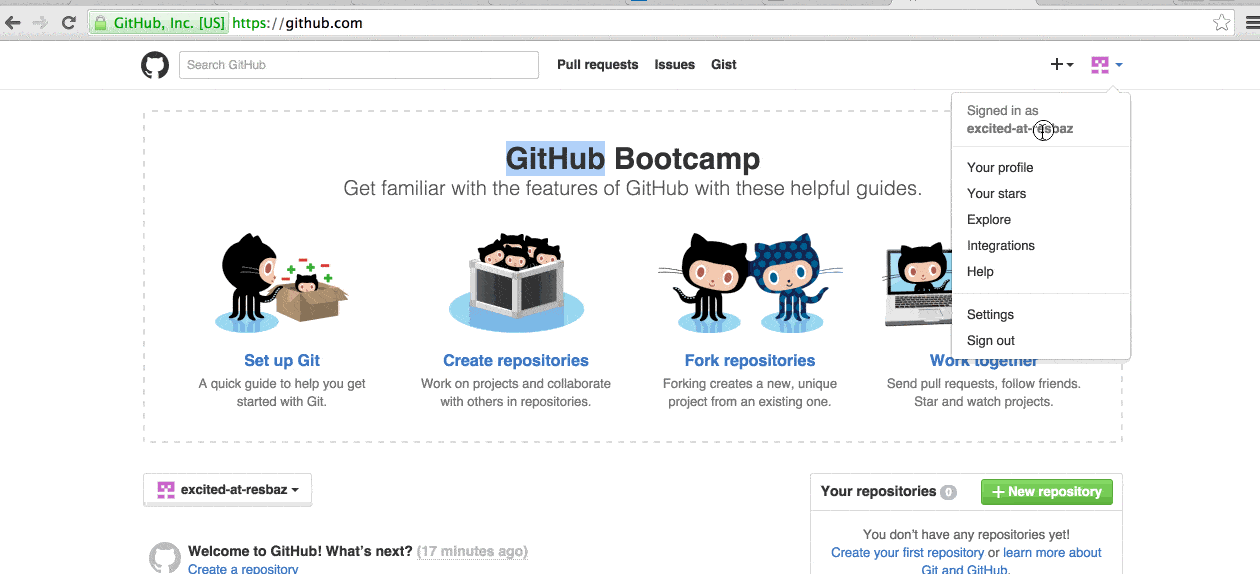 GitHub, Inc. [US] https://github.com
Search GitHub
Pull requests Issues Gist
Signed in as
excited-at-resbaz
Your profile
Your stars
Explore
Integrations
Help
Settings
Sign out
GitHub Bootcamp
Get familiar with the features of GitHub with these helpful guides.
Set up Git
A quick guide to help you get
started with Git.
Create repositories
Work on projects and collaborate
with others in repositories.
Fork repositories
Forking creates a new, unique
project from an existing one.
Work together
Send pull requests, follow friends.
Star and watch projects.
excited-at-resbaz
Welcome to GitHub! What's next? (17 minutes ago)
Create a repository
Your repositories 0
New repository
You don't have any repositories yet!
Create your first repository or learn more about
Git and GitHub.